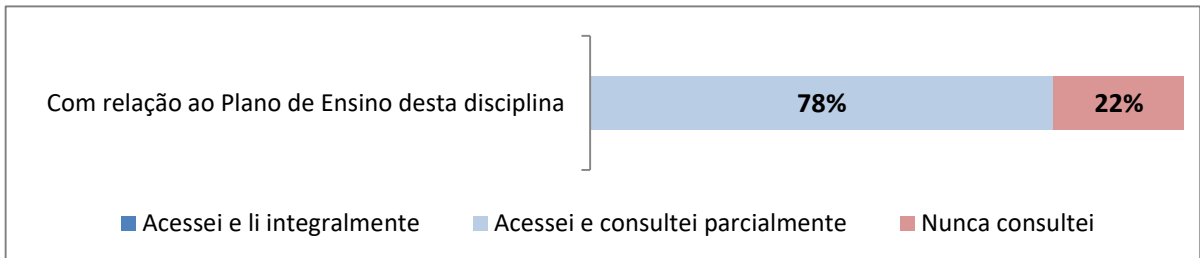 Com relação ao Plano de Ensino desta disciplina
78%
22%
Acessei e li integralmente
Acessei e consultei parcialmente
Nunca consultei